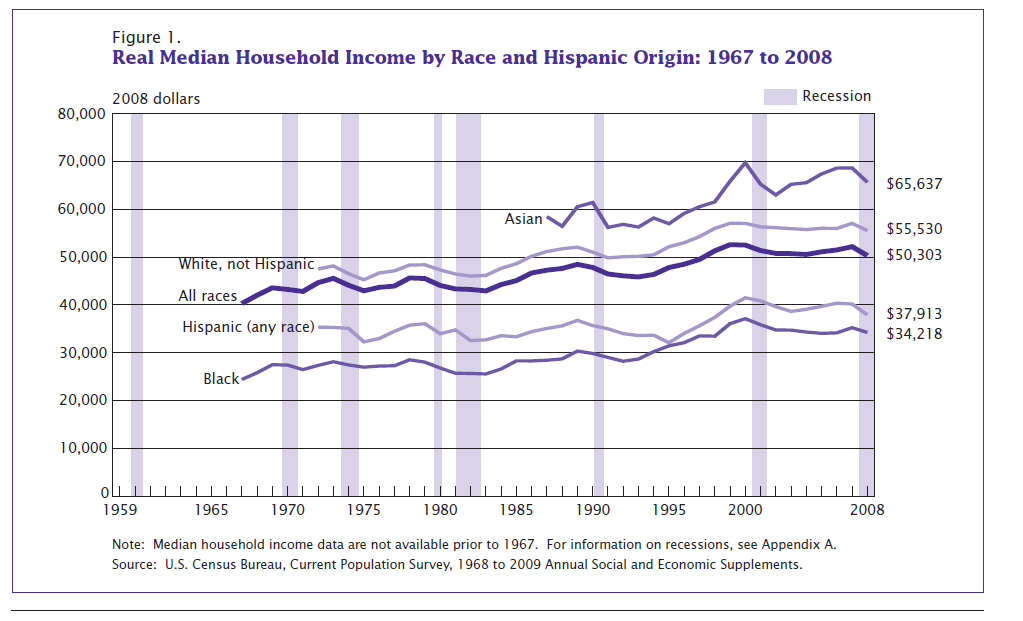 Figure 1.
Real Median Household Income by Race and Hispanic Origin: 1967 to 2008
2008 dollars
Recession
80,000
70,000
60,000
50,000
40,000
30,000
20,000
10,000
0
Asian
White, not Hispanic
All races
Hispanic (any race)
Black
$65,637
$55,530
$50,303
$37,913
$34,218
1959 1965 1970 1975 1980 1985 1990 1995 2000 2008
Note: Median household income data are not available prior to 1967. For information on recessions, see Appendix A.
Source: U.S. Census Bureau, Current Population Survey, 1968 to 2009 Annual Social and Economic Supplements.